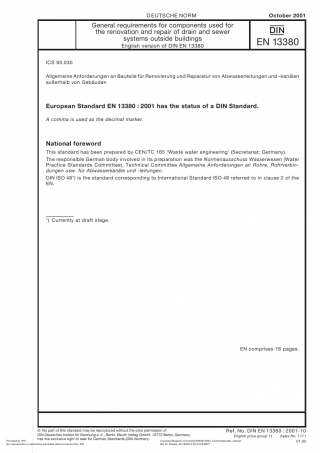 DEUTSCHE NORM
October 2001
General requirements for components used for
the renovation and repair of drain and sewer
systems outside buildings
English version of DIN EN 13380
DIN
EN 13380
ICS 93.030
Allgemeine Anforderungen an Bauteile für Renovierung und Reparatur von Abwasserleitungen und -kanälen
außerhalb von Gebäuden
European Standard EN 13380 : 2001 has the status of a DIN Standard.
A comma is used as the decimal marker.
National foreword
This standard has been prepared by CEN/TC 165 'Waste water engineering' (Secretariat: Germany).
The responsible German body involved in its preparation was the Normenausschuss Wasserwesen (Water
Practice Standards Committee), Technical Committee Allgemeine Anforderungen an Rohre, Rohrverbin-
dungen usw. für Abwasserkanäle und -leitungen.
DIN ISO 48*) is the standard corresponding to International Standard ISO 48 referred to in clause 2 of the
EN.
*) Currently at draft stage.
EN comprises 16 pages.
© No part of this standard may be reproduced without the prior permission of
DIN Deutsches Institut für Normung e. V., Berlin. Beuth Verlag GmbH, 10772 Berlin, Germany,
has the exclusive right of sale for German Standards (DIN-Normen).
Ref. No. DIN EN 13380 : 2001-10
English price group 11 Sales No. 1111
07.20